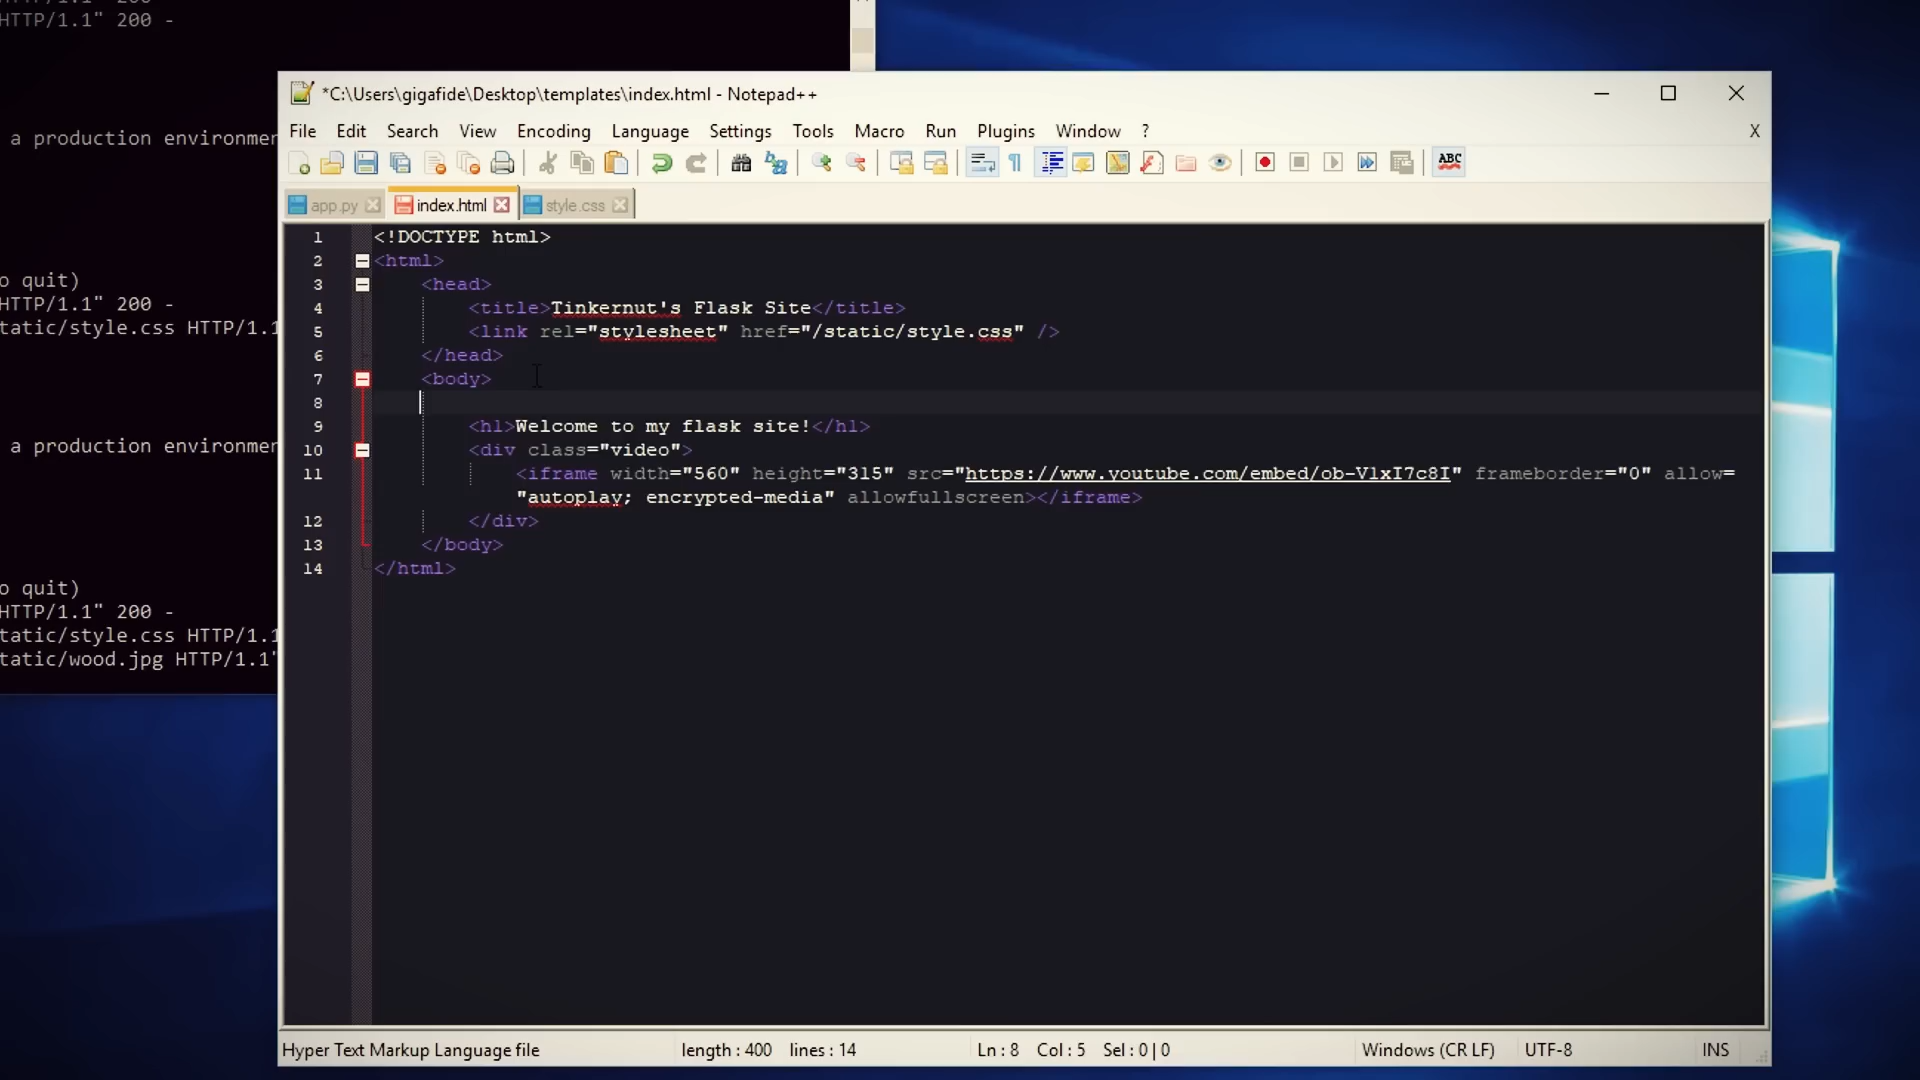 HTTP/1.1" 200 -
a production environmen
o quit)
HTTP/1.1" 200 -
tatic/style.css HTTP/1.1
a production environmen
o quit)
HTTP/1.1" 200 -
tatic/style.css HTTP/1.1
tatic/wood.jpg HTTP/1.1"
*C:\Users\gigafide\Desktop\templates\index.html - Notepad++
File Edit Search View Encoding Language Settings Tools Macro Run Plugins Window ? X
ABC
app.py index.html style.css
1 <!DOCTYPE html>
2 <html>
3 <head>
4 <title>Tinkernut's Flask Site</title>
5 <link rel="stylesheet" href="/static/style.css" />
6 </head>
7 <body>
8
9 <h1>Welcome to my flask site!</h1>
10 <div class="video">
11 <iframe width="560" height="315" src="https://www.youtube.com/embed/ob-VlxI7c8I" frameborder="0" allow=
"autoplay; encrypted-media" allowfullscreen></iframe>
12 </div>
13 </body>
14 </html>
Hyper Text Markup Language file length : 400 lines : 14 Ln : 8 Col : 5 Sel : 0 | 0 Windows (CR LF) UTF-8 INS